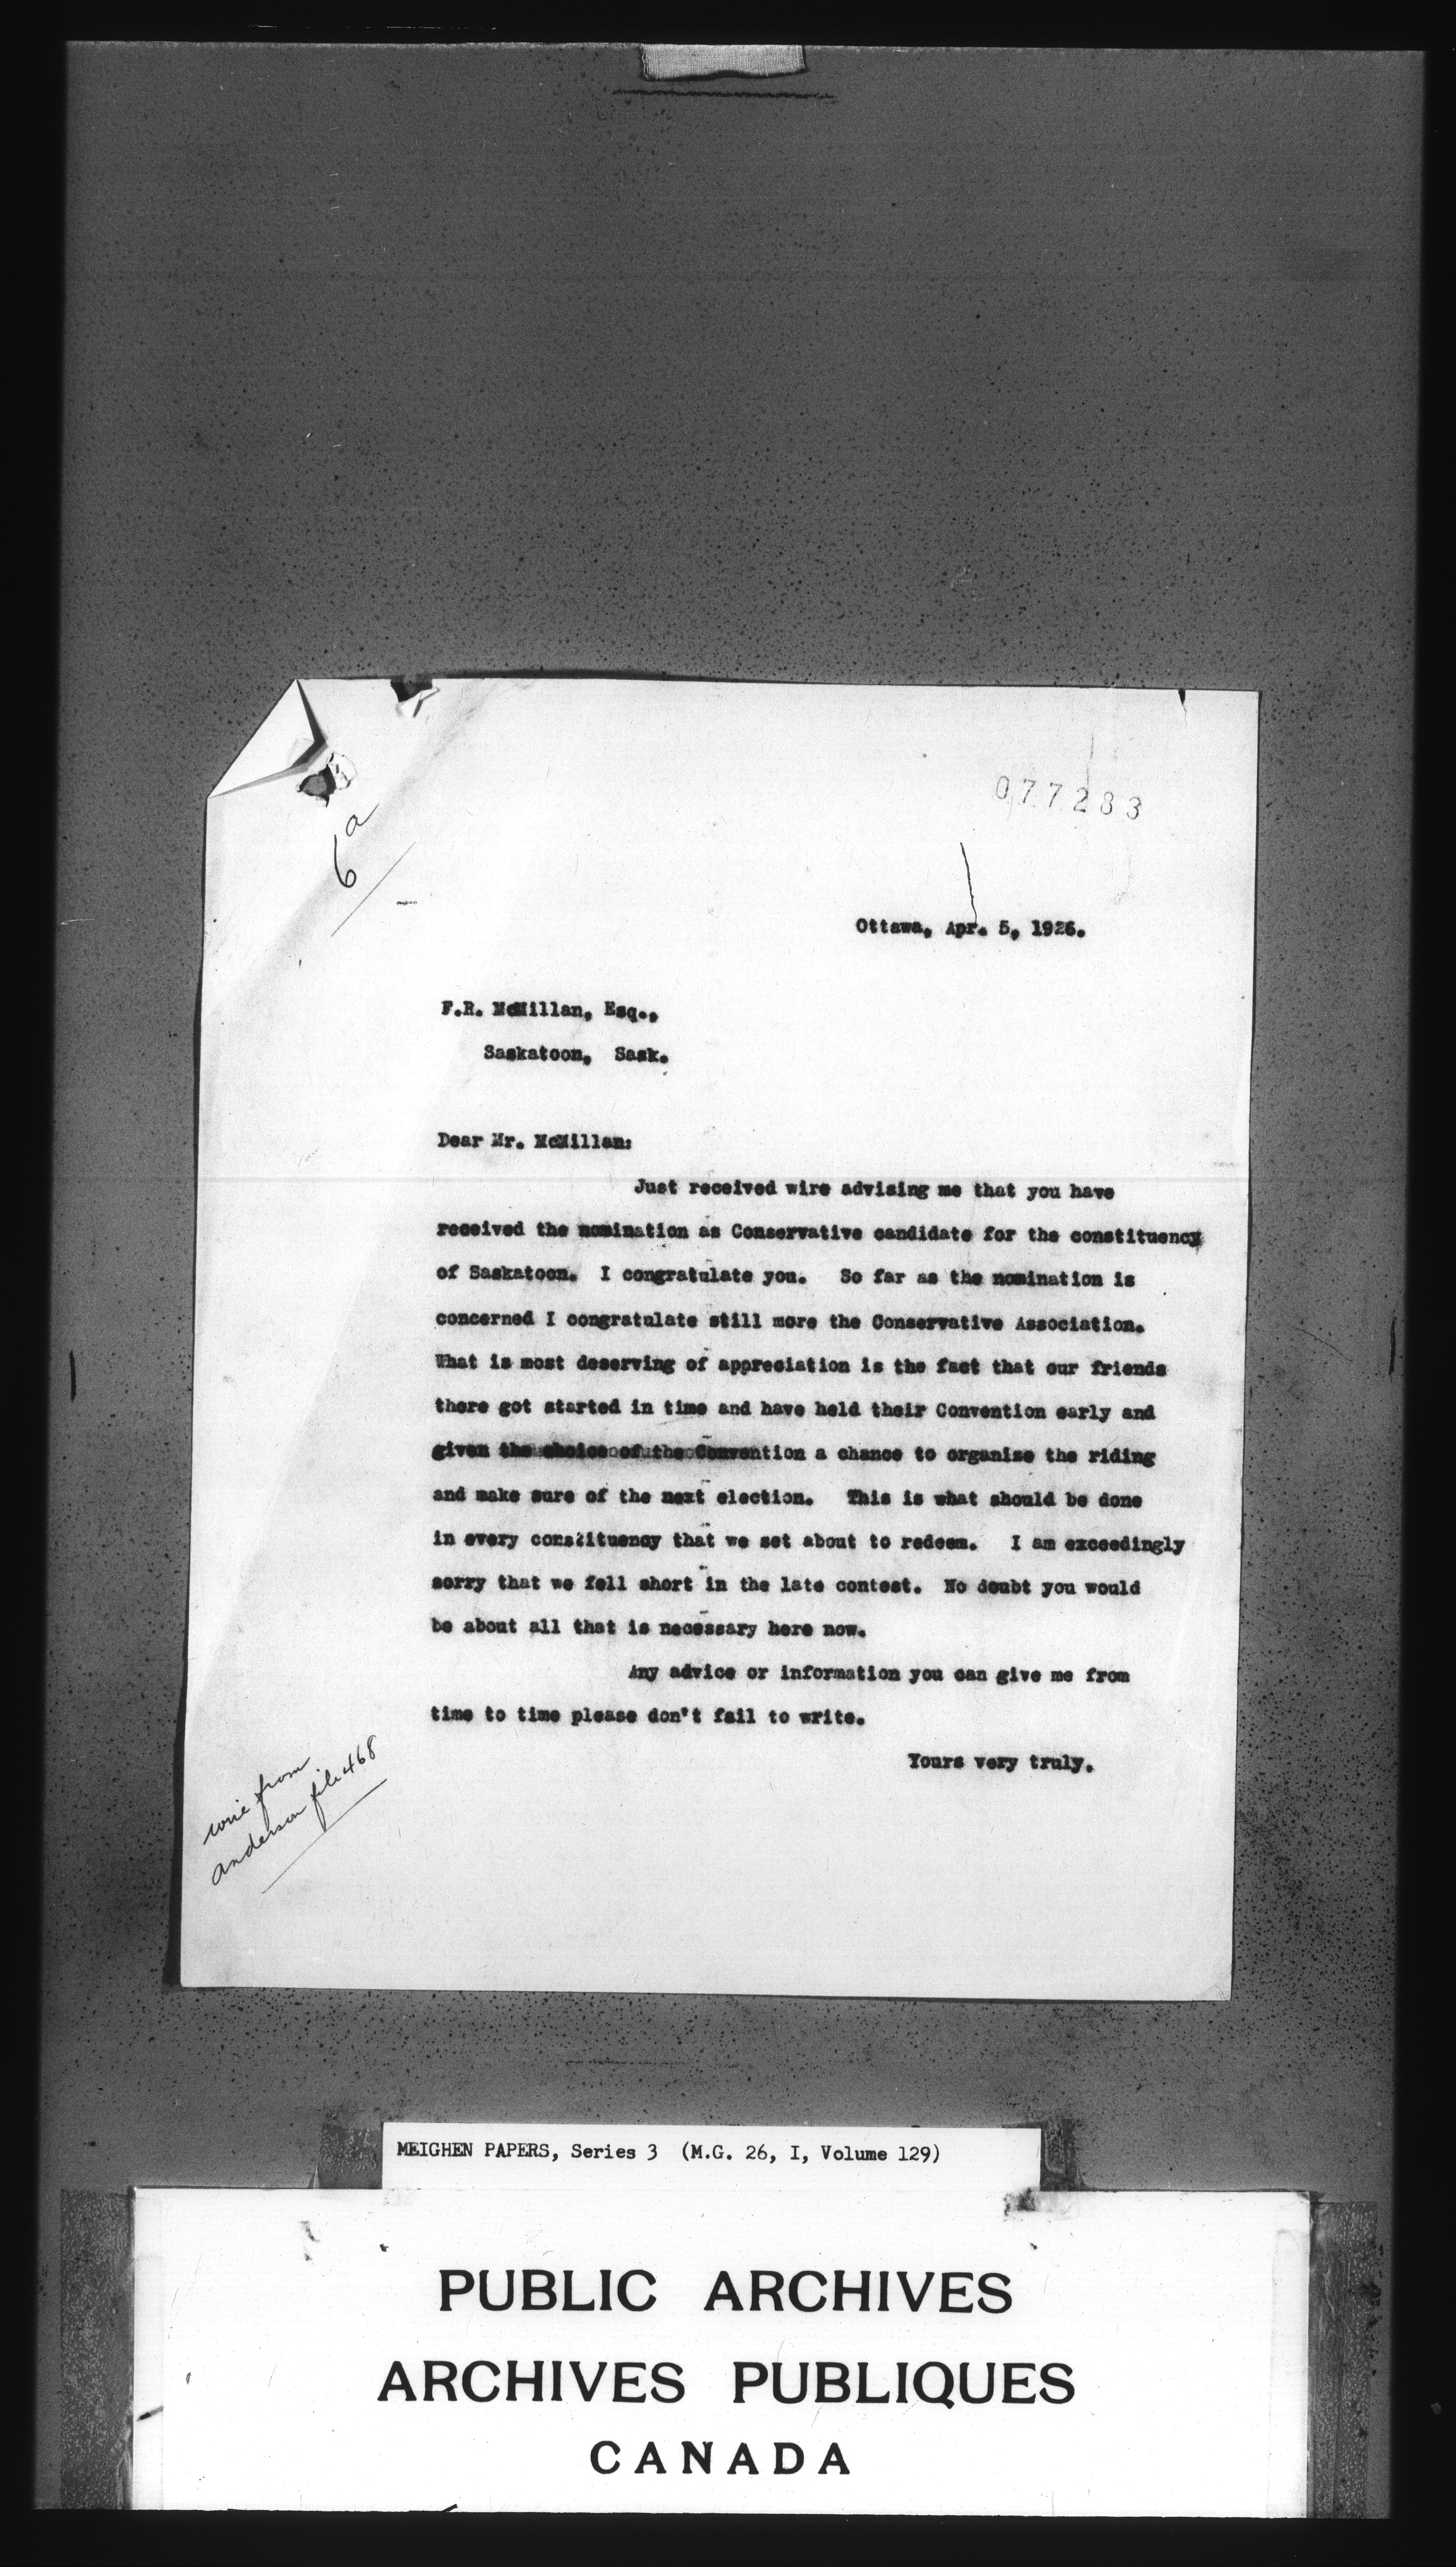 077283
6a
Ottawa, Apr. 5, 1926.
F.R. McMillan, Esq.,
Saskatoon, Sask.
Dear Mr. McMillan:
Just received wire advising me that you have
received the nomination as Conservative candidate for the constituency
of Saskatoon. I congratulate you. So far as the nomination is
concerned I congratulate still more the Conservative Association.
What is most deserving of appreciation is the fact that our friends
there got started in time and have held their Convention early and
given the choice of the Convention a chance to organize the riding
and make sure of the next election. This is what should be done
in every constituency that we set about to redeem. I am exceedingly
sorry that we fell short in the late contest. No doubt you would
be about all that is necessary here now.
Any advice or information you can give me from
time to time please don't fail to write.
Yours very truly.
wire from
anderson file 468
MEIGHEN PAPERS, Series 3 (M.G. 26, I, Volume 129)
PUBLIC ARCHIVES
ARCHIVES PUBLIQUES
CANADA